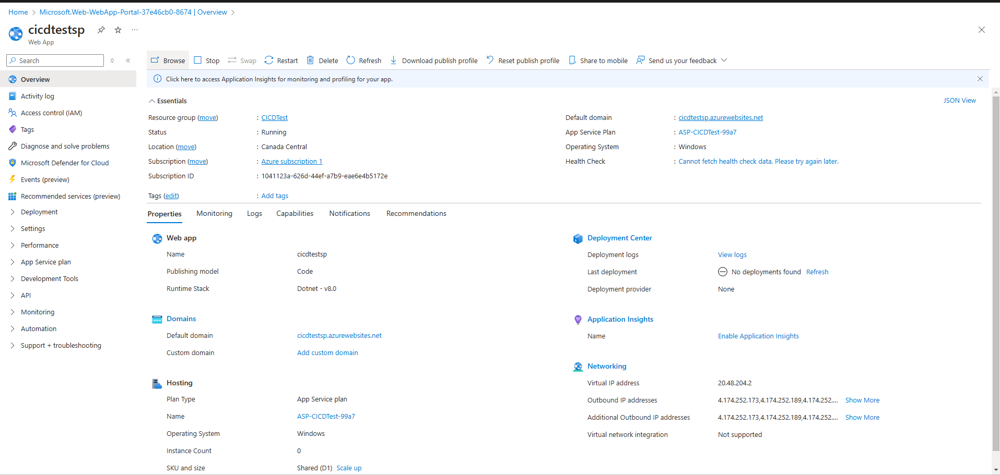 Home > Microsoft.Web-WebApp-Portal-37e46cb0-8674 | Overview >
cicdtestsp
Web App
Search
Overview
Activity log
Access control (IAM)
Tags
Diagnose and solve problems
Microsoft Defender for Cloud
Events (preview)
Recommended services (preview)
Deployment
Settings
Performance
App Service plan
Development Tools
API
Monitoring
Automation
Support + troubleshooting
Browse Stop Swap Restart Delete Refresh Download publish profile Reset publish profile Share to mobile Send us your feedback
Click here to access Application Insights for monitoring and profiling for your app.
Essentials
JSON View
Resource group (move) : CICDTest
Status : Running
Location (move) : Canada Central
Subscription (move) : Azure subscription 1
Subscription ID : 1041123a-626d-44ef-a7b9-eae6e4b5172e
Tags (edit) : Add tags
Default domain : cicdtestsp.azurewebsites.net
App Service Plan : ASP-CICDTest-99a7
Operating System : Windows
Health Check : Cannot fetch health check data. Please try again later.
Properties Monitoring Logs Capabilities Notifications Recommendations
Web app
Name cicdtestsp
Publishing model Code
Runtime Stack Dotnet - v8.0
Domains
Default domain cicdtestsp.azurewebsites.net
Custom domain Add custom domain
Hosting
Plan Type App Service plan
Name ASP-CICDTest-99a7
Operating System Windows
Instance Count 0
SKU and size Shared (D1) Scale up
Deployment Center
Deployment logs View logs
Last deployment No deployments found Refresh
Deployment provider None
Application Insights
Name Enable Application Insights
Networking
Virtual IP address 20.48.204.2
Outbound IP addresses 4.174.252.173,4.174.252.189,4.174.252.... Show More
Additional Outbound IP addresses 4.174.252.173,4.174.252.189,4.174.252.... Show More
Virtual network integration Not supported